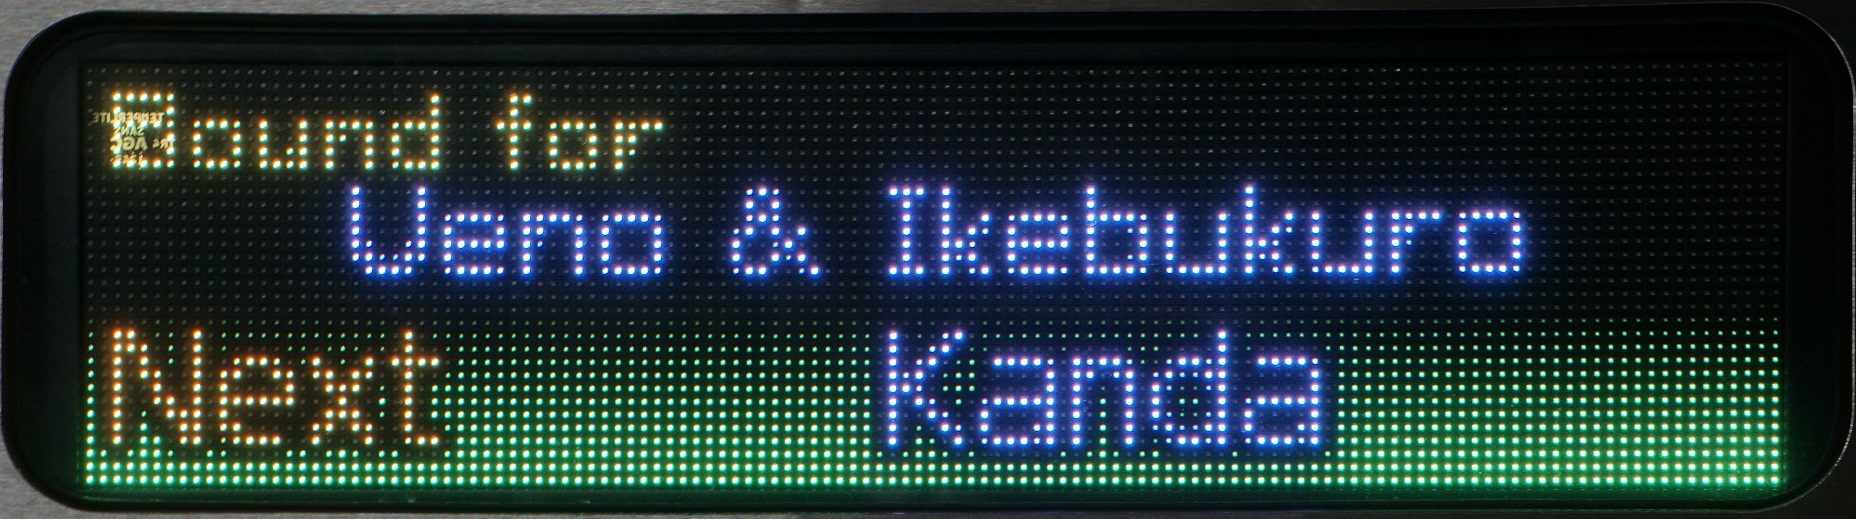 Bound for
Ueno & Ikebukuro
Next Kanda